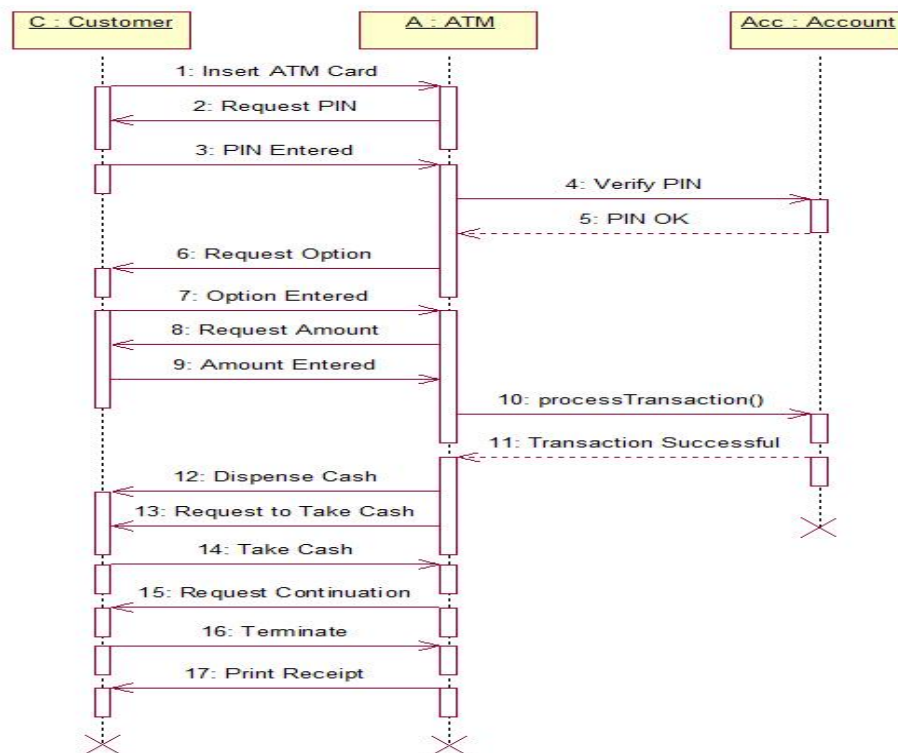 C : Customer
A : ATM
Acc : Account
1: Insert ATM Card
2: Request PIN
3: PIN Entered
4: Verify PIN
5: PIN OK
6: Request Option
7: Option Entered
8: Request Amount
9: Amount Entered
10: processTransaction()
11: Transaction Successful
12: Dispense Cash
13: Request to Take Cash
14: Take Cash
15: Request Continuation
16: Terminate
17: Print Receipt